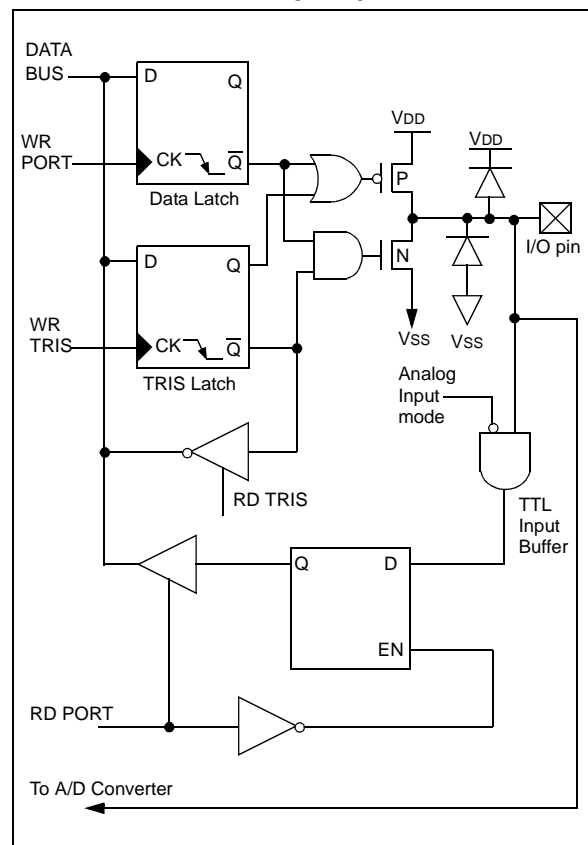 DATA
BUS
D
Q
VDD
WR
PORT
CK
Q
P
VDD
Data Latch
I/O pin
D
Q
N
WR
TRIS
CK
Q
VSS
VSS
TRIS Latch
Analog
Input
mode
RD TRIS
TTL
Input
Buffer
Q
D
EN
RD PORT
To A/D Converter